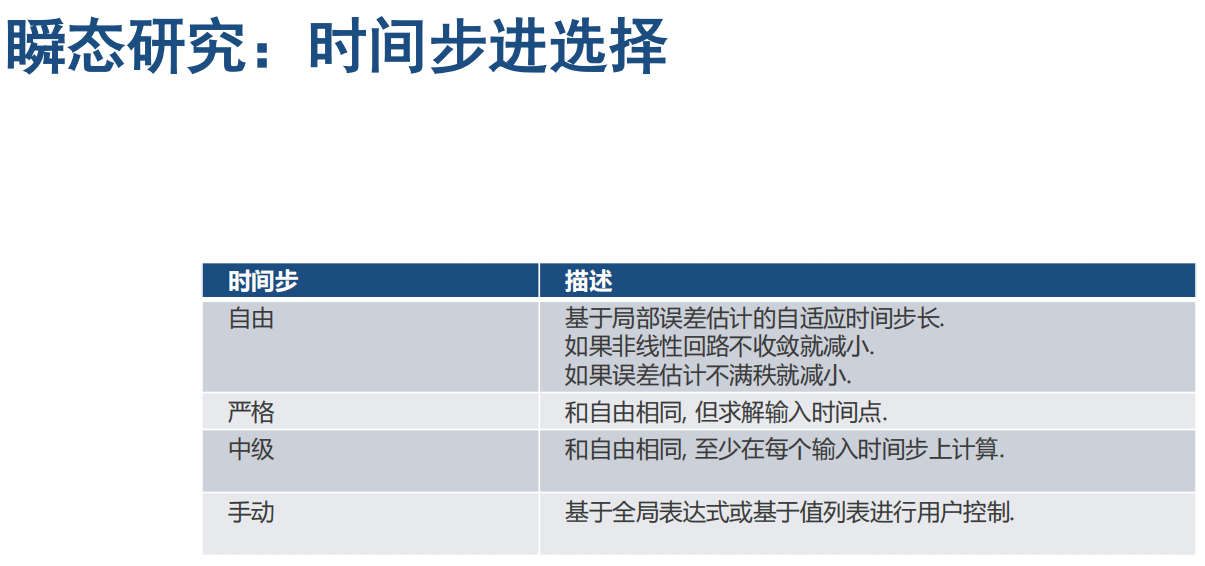 瞬态研究：时间步进选择
时间步
描述
自由
基于局部误差估计的自适应时间步长.
如果非线性回路不收敛就减小.
如果误差估计不满秩就减小.
严格
和自由相同, 但求解输入时间点.
中级
和自由相同, 至少在每个输入时间步上计算.
手动
基于全局表达式或基于值列表进行用户控制.